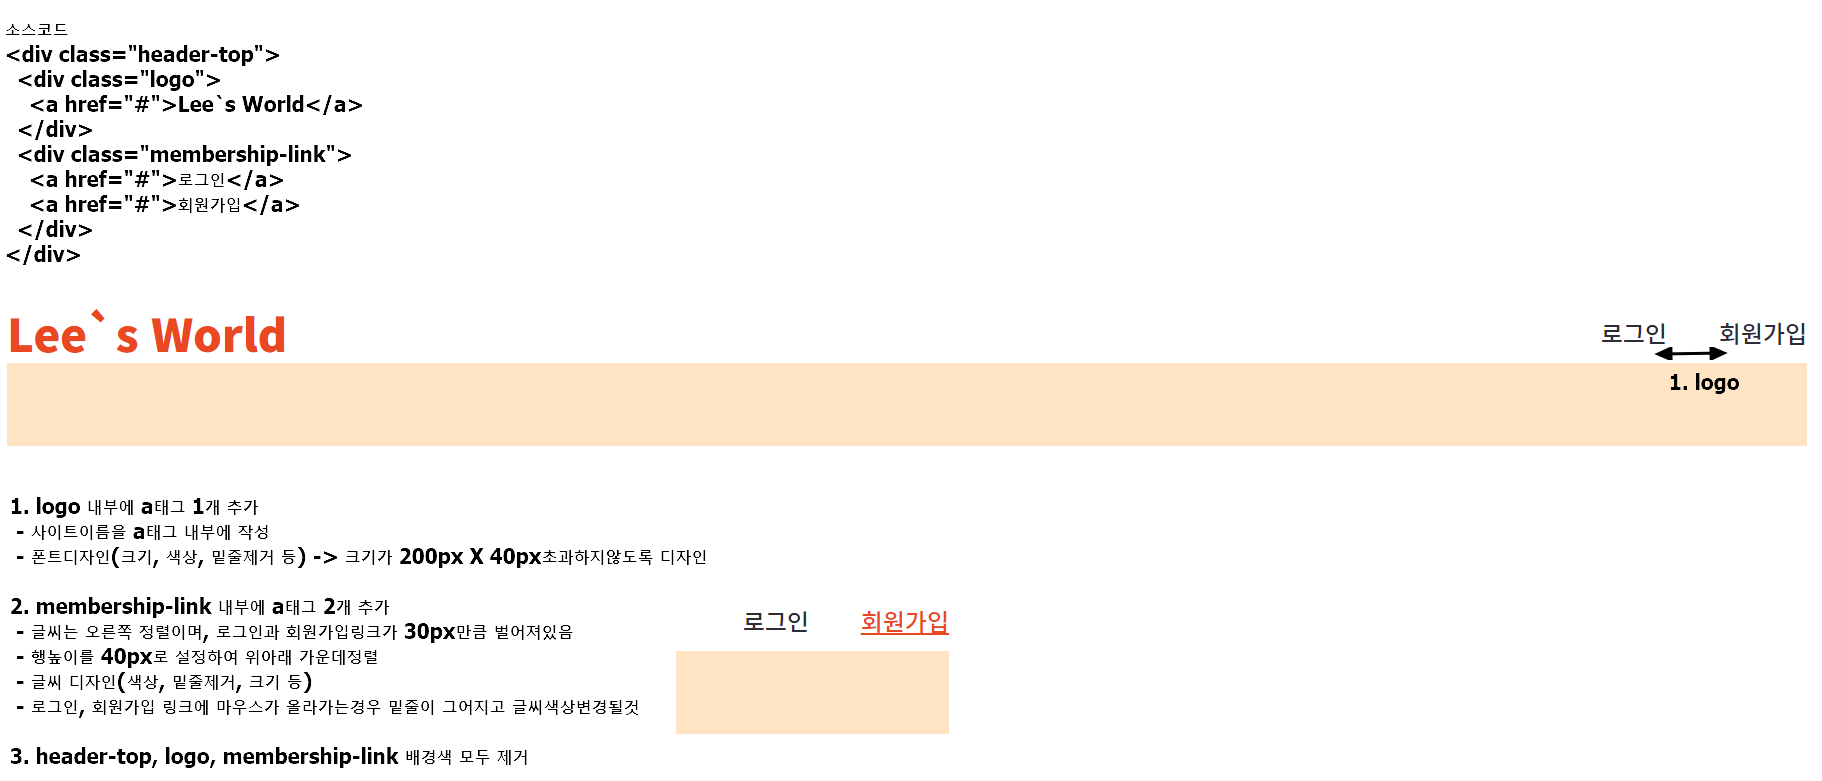 소스코드
<div class="header-top">
<div class="logo">
<a href="#">Lee`s World</a>
</div>
<div class="membership-link">
<a href="#">로그인</a>
<a href="#">회원가입</a>
</div>
</div>
Lee`s World 로그인 회원가입
1. logo
1. logo 내부에 a태그 1개 추가
- 사이트이름을 a태그 내부에 작성
- 폰트디자인(크기, 색상, 밑줄제거 등) -> 크기가 200px X 40px초과하지않도록 디자인
2. membership-link 내부에 a태그 2개 추가
- 글씨는 오른쪽 정렬이며, 로그인과 회원가입링크가 30px만큼 벌어져있음
- 행높이를 40px로 설정하여 위아래 가운데정렬
- 글씨 디자인(색상, 밑줄제거, 크기 등)
- 로그인, 회원가입 링크에 마우스가 올라가는경우 밑줄이 그어지고 글씨색상변경될것
로그인 회원가입
3. header-top, logo, membership-link 배경색 모두 제거